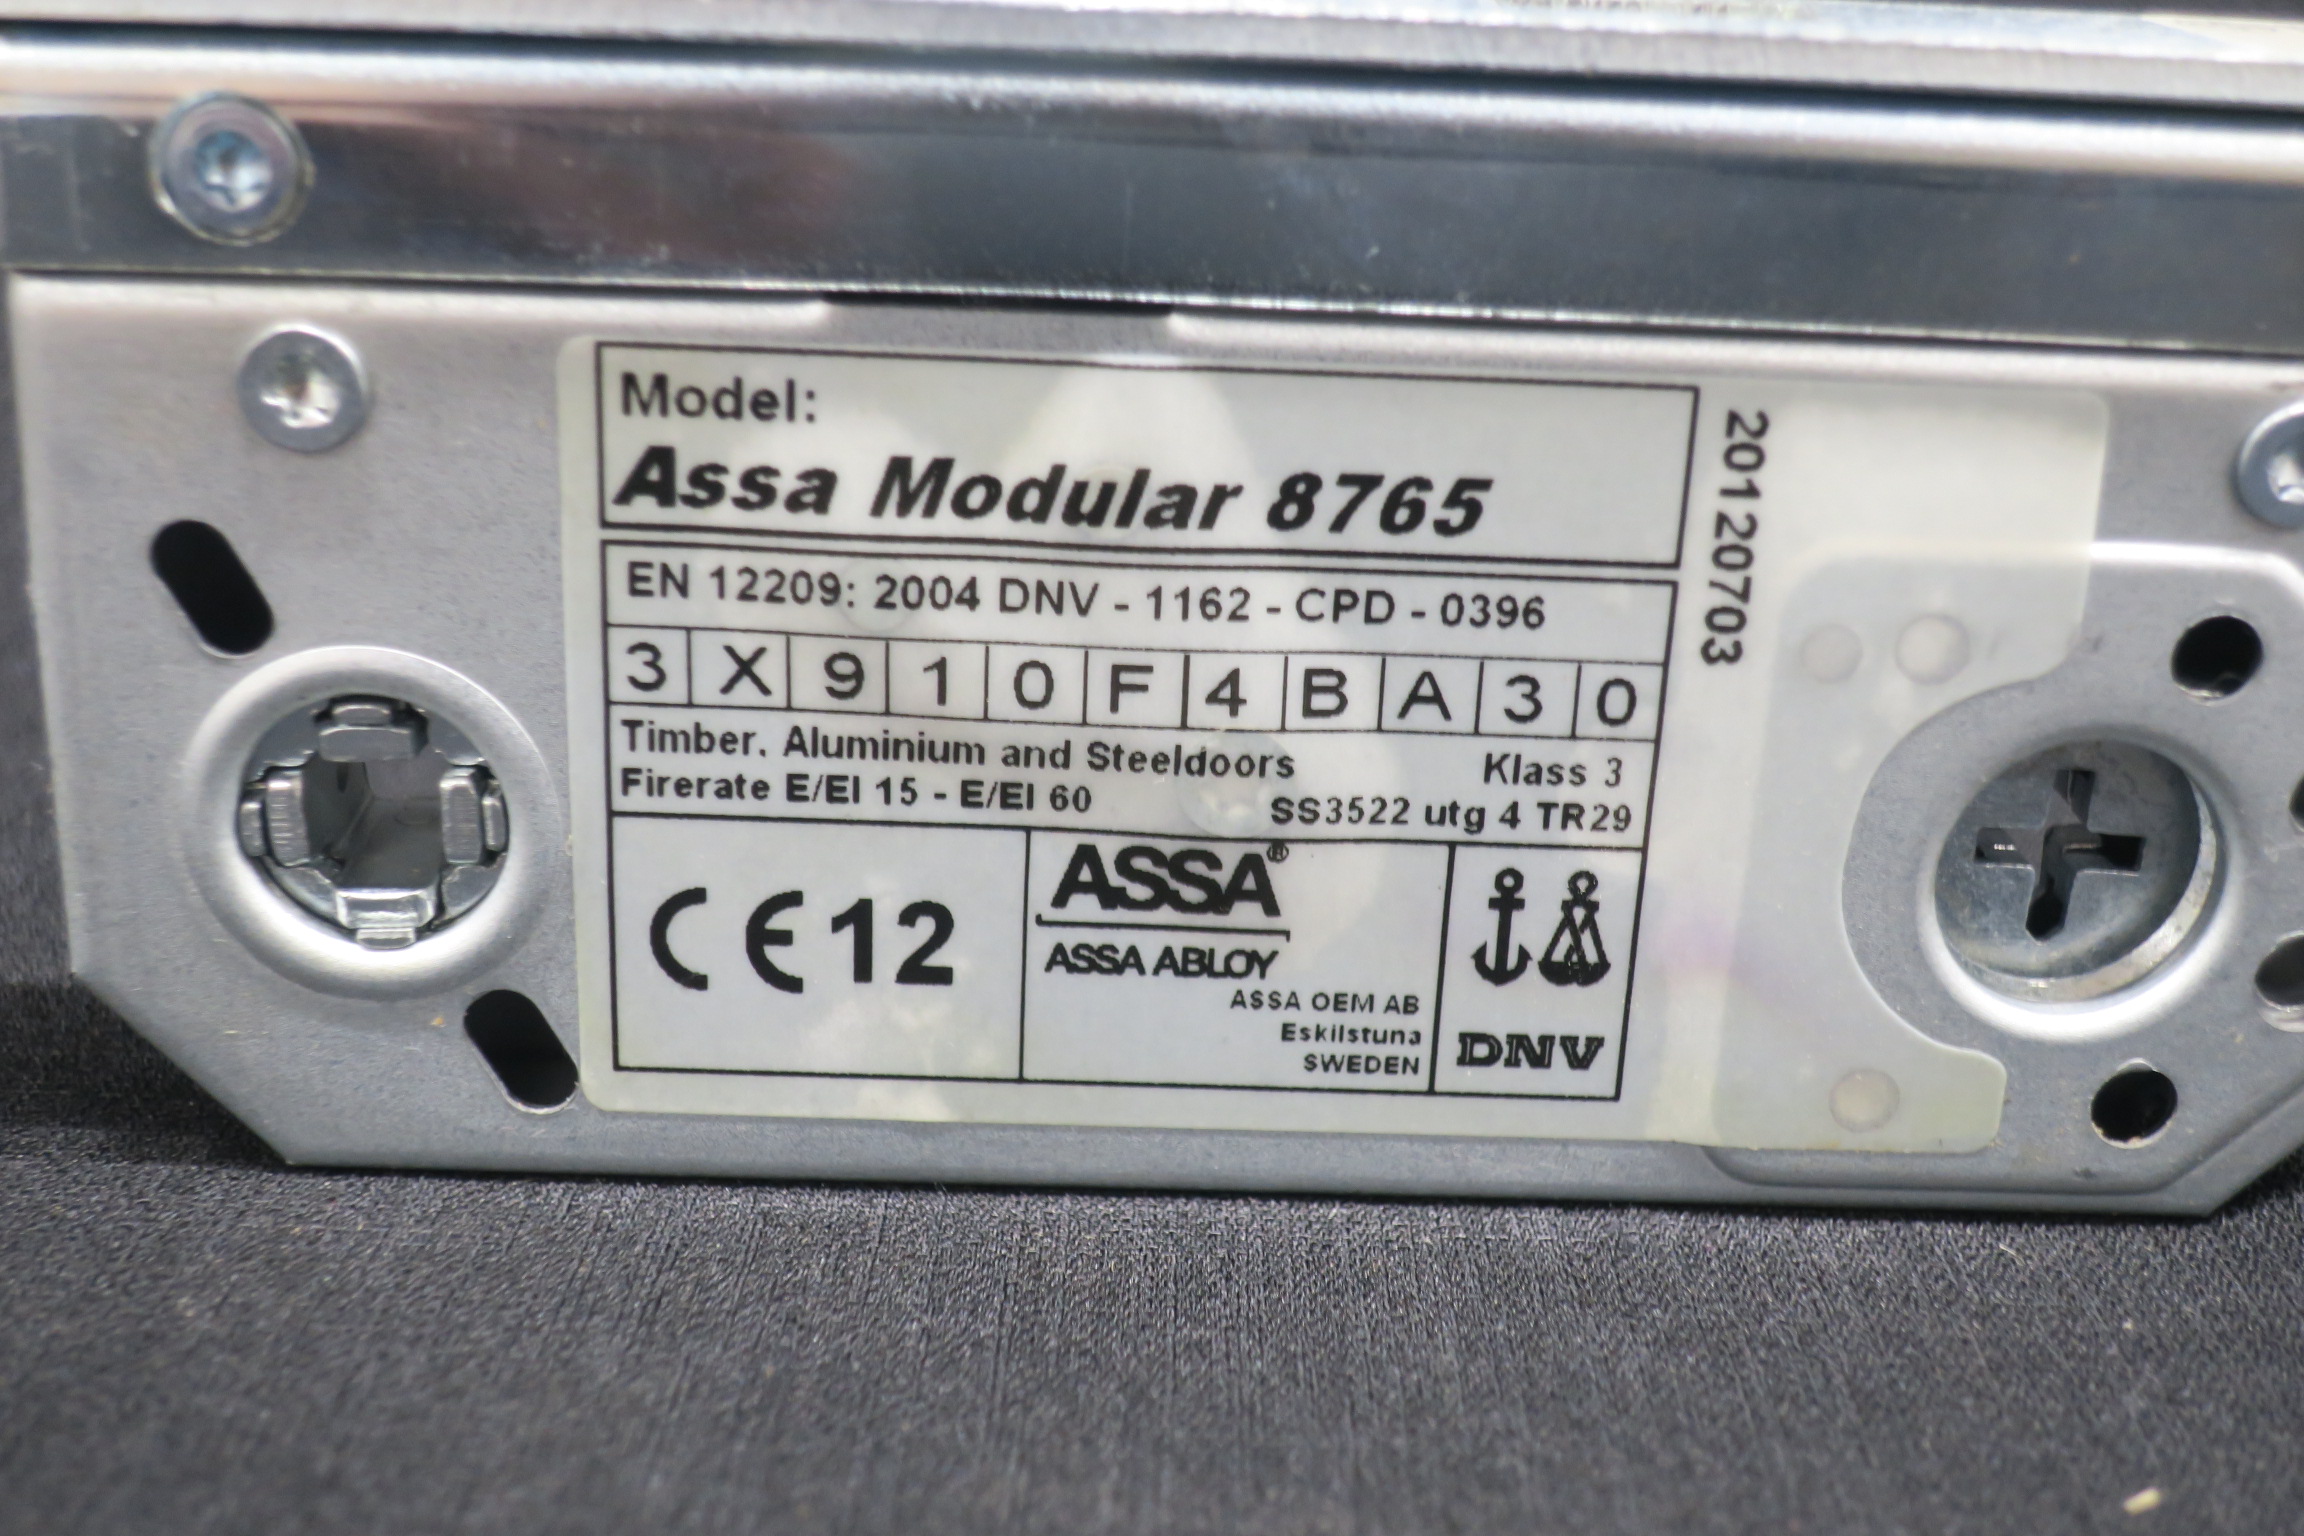 Model:
Assa Modular 8765
EN 12209: 2004 DNV - 1162 - CPD - 0396
3 X 9 1 0 F 4 B A 3 0
Timber. Aluminium and Steeldoors Klass 3
Firerate E/EI 15 - E/EI 60 SS3522 utg 4 TR29
CE 12
ASSA®
ASSA ABLOY
ASSA OEM AB
Eskilstuna
SWEDEN
DNV
20120703